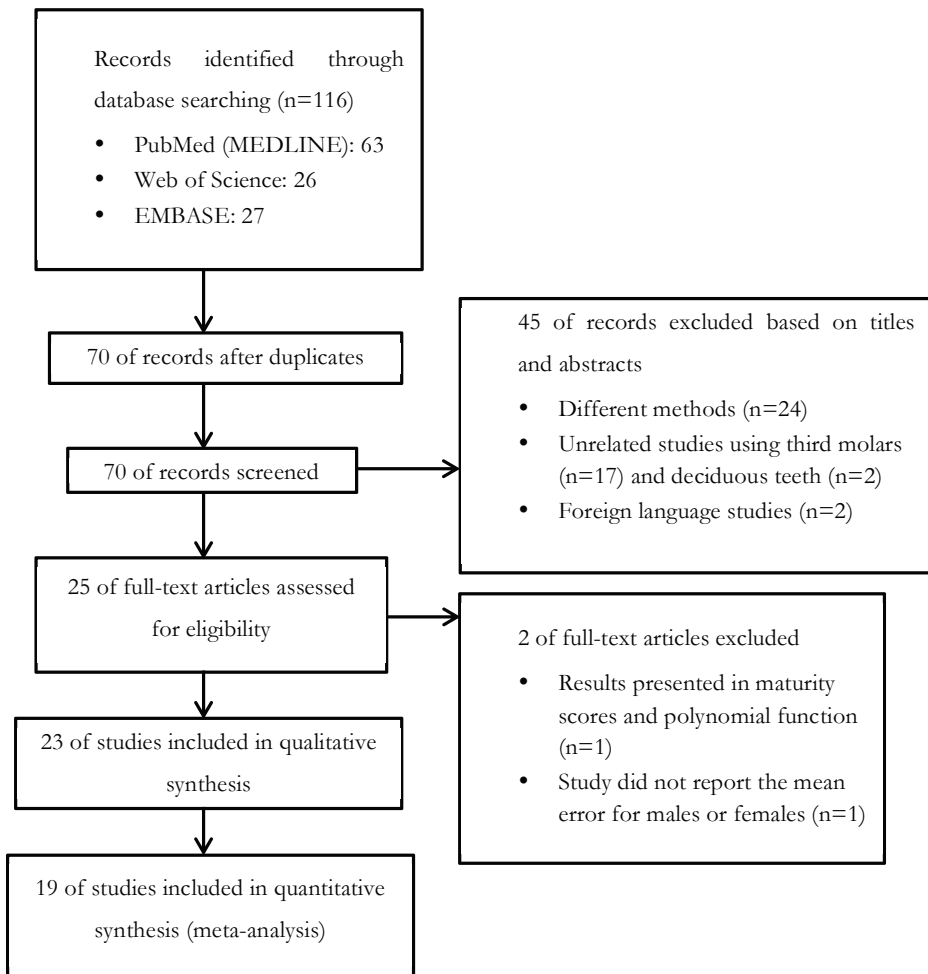 Records identified through
database searching (n=116)
• PubMed (MEDLINE): 63
• Web of Science: 26
• EMBASE: 27
70 of records after duplicates
70 of records screened
45 of records excluded based on titles
and abstracts
• Different methods (n=24)
• Unrelated studies using third molars
(n=17) and deciduous teeth (n=2)
• Foreign language studies (n=2)
25 of full-text articles assessed
for eligibility
2 of full-text articles excluded
• Results presented in maturity
scores and polynomial function
(n=1)
• Study did not report the mean
error for males or females (n=1)
23 of studies included in qualitative
synthesis
19 of studies included in quantitative
synthesis (meta-analysis)